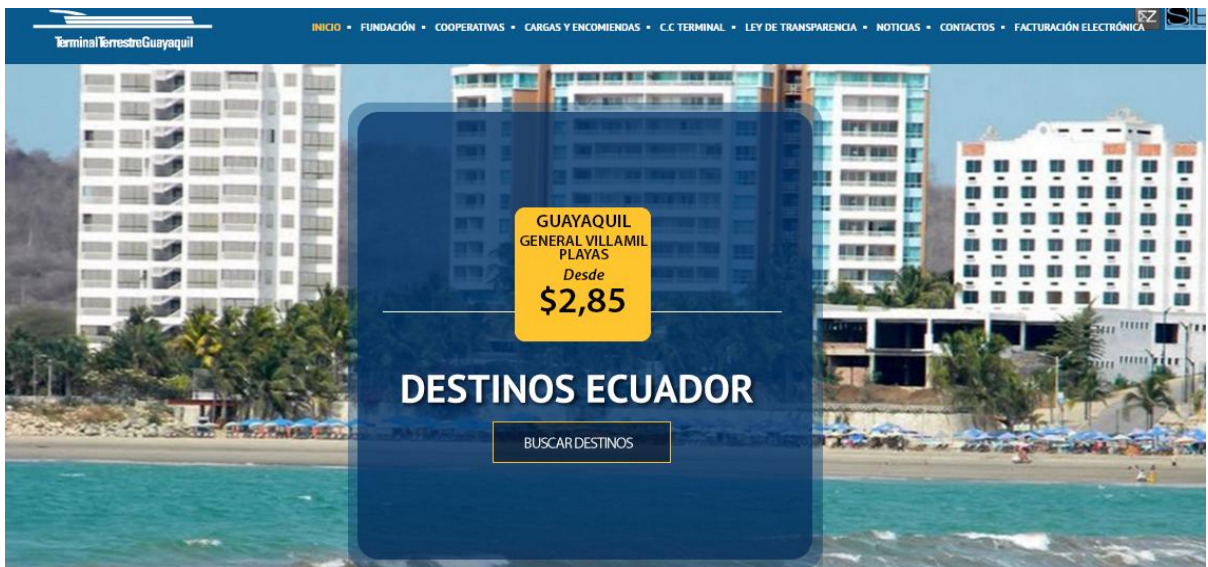 TerminalTerrestreGuayaquil
INICIO • FUNDACIÓN • COOPERATIVAS • CARGAS Y ENCOMIENDAS • C.C TERMINAL • LEY DE TRANSPARENCIA • NOTICIAS • CONTACTOS • FACTURACIÓN ELECTRÓNICA
GUAYAQUIL
GENERAL VILLAMIL
PLAYAS
Desde
$2,85
DESTINOS ECUADOR
BUSCAR DESTINOS